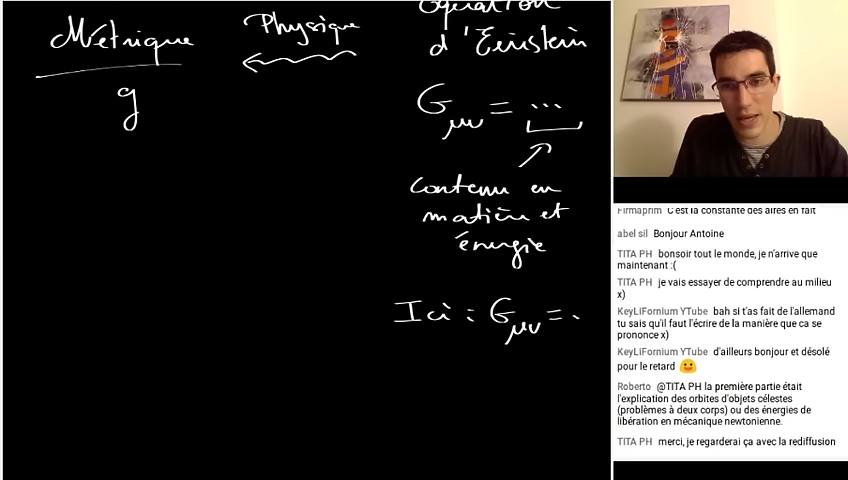 Métrique
Physique
équation
d'Einstein
g
Gμν = ...
contenu en
matière et
énergie
Ici : Gμν =
Firmaprim C'est la constante des aires en fait
abel sil Bonjour Antoine
TITA PH bonsoir tout le monde, je n'arrive que
maintenant :(
TITA PH je vais essayer de comprendre au milieu
x)
KeyLiFornium YTube bah si t'as fait de l'allemand
tu sais qu'il faut l'écrire de la manière que ca se
prononce x)
KeyLiFornium YTube d'ailleurs bonjour et désolé
pour le retard
Roberto @TITA PH la première partie était
l'explication des orbites d'objets célestes
(problèmes à deux corps) ou des énergies de
libération en mécanique newtonienne.
TITA PH merci, je regarderai ça avec la rediffusion